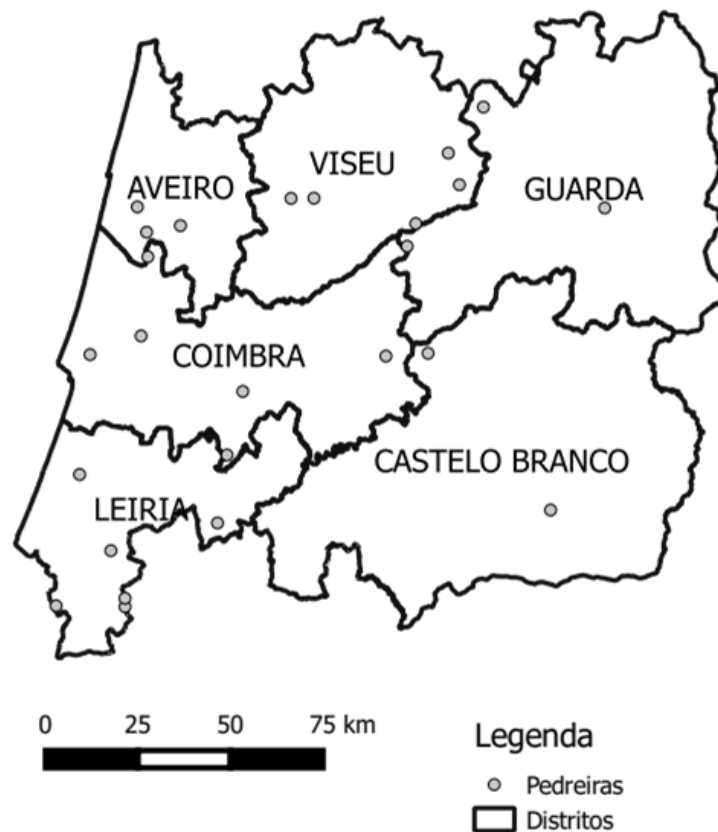 VISEU
AVEIRO
GUARDA
COIMBRA
CASTELO BRANCO
LEIRIA
0 25 50 75 km
Legenda
Pedreiras
Distritos